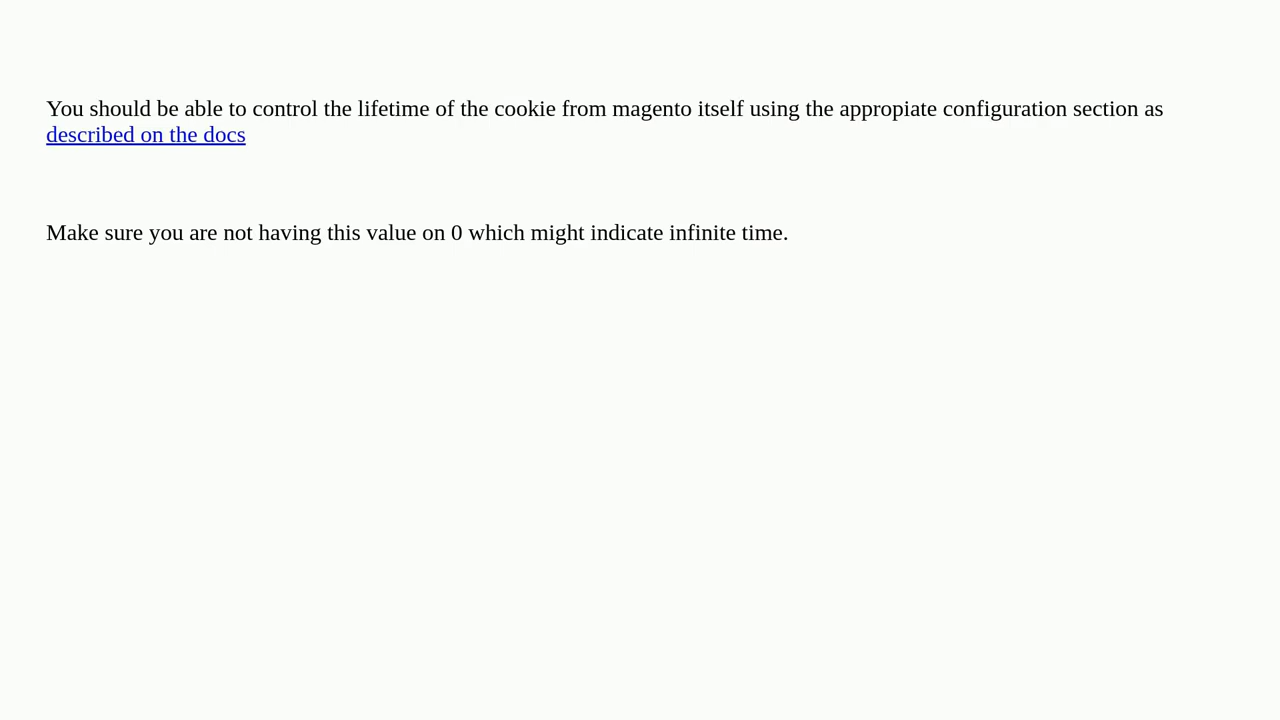 You should be able to control the lifetime of the cookie from magento itself using the appropiate configuration section as
described on the docs
Make sure you are not having this value on 0 which might indicate infinite time.